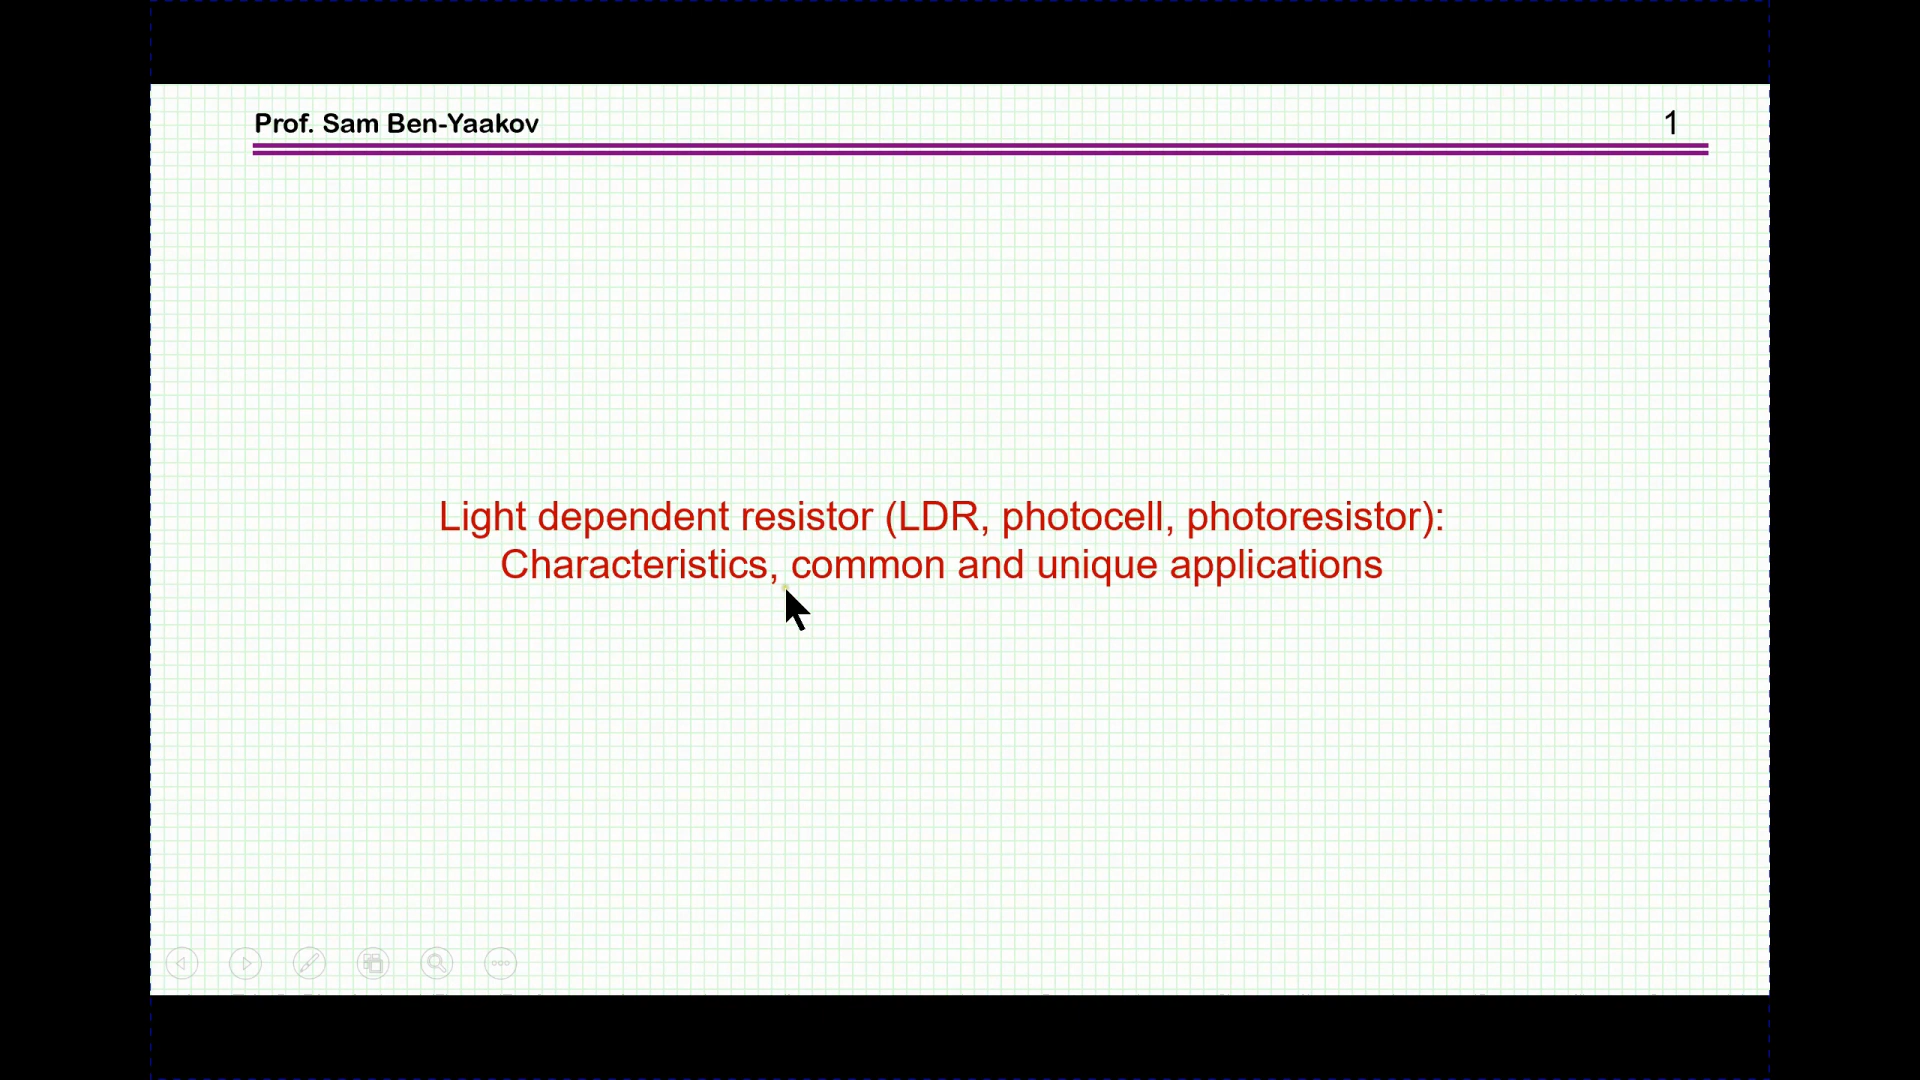 Prof. Sam Ben-Yaakov
1
Light dependent resistor (LDR, photocell, photoresistor):
Characteristics, common and unique applications